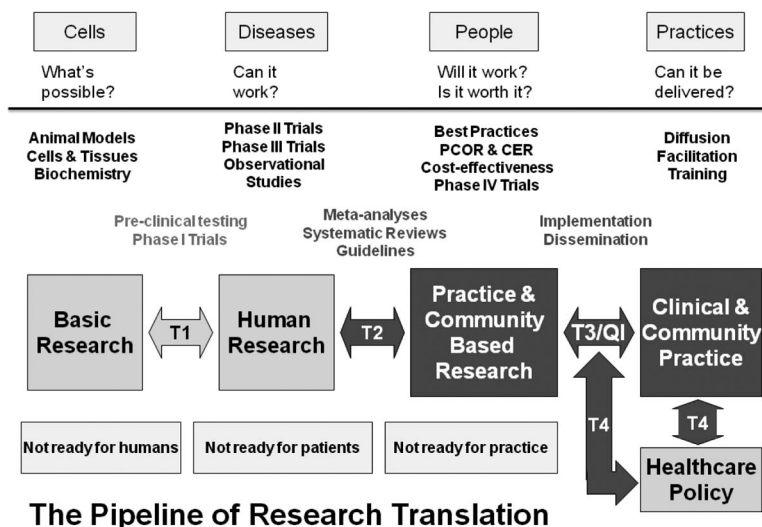 Cells
Diseases
People
Practices
What's
possible?
Can it
work?
Will it work?
Is it worth it?
Can it be
delivered?
Animal Models
Cells & Tissues
Biochemistry
Phase II Trials
Phase III Trials
Observational
Studies
Best Practices
PCOR & CER
Cost-effectiveness
Phase IV Trials
Diffusion
Facilitation
Training
Pre-clinical testing
Phase I Trials
Meta-analyses
Systematic Reviews
Guidelines
Implementation
Dissemination
Basic
Research
T1
Human
Research
T2
Practice &
Community
Based
Research
T3/QI
Clinical &
Community
Practice
T4
T4
Not ready for humans
Not ready for patients
Not ready for practice
Healthcare
Policy
The Pipeline of Research Translation